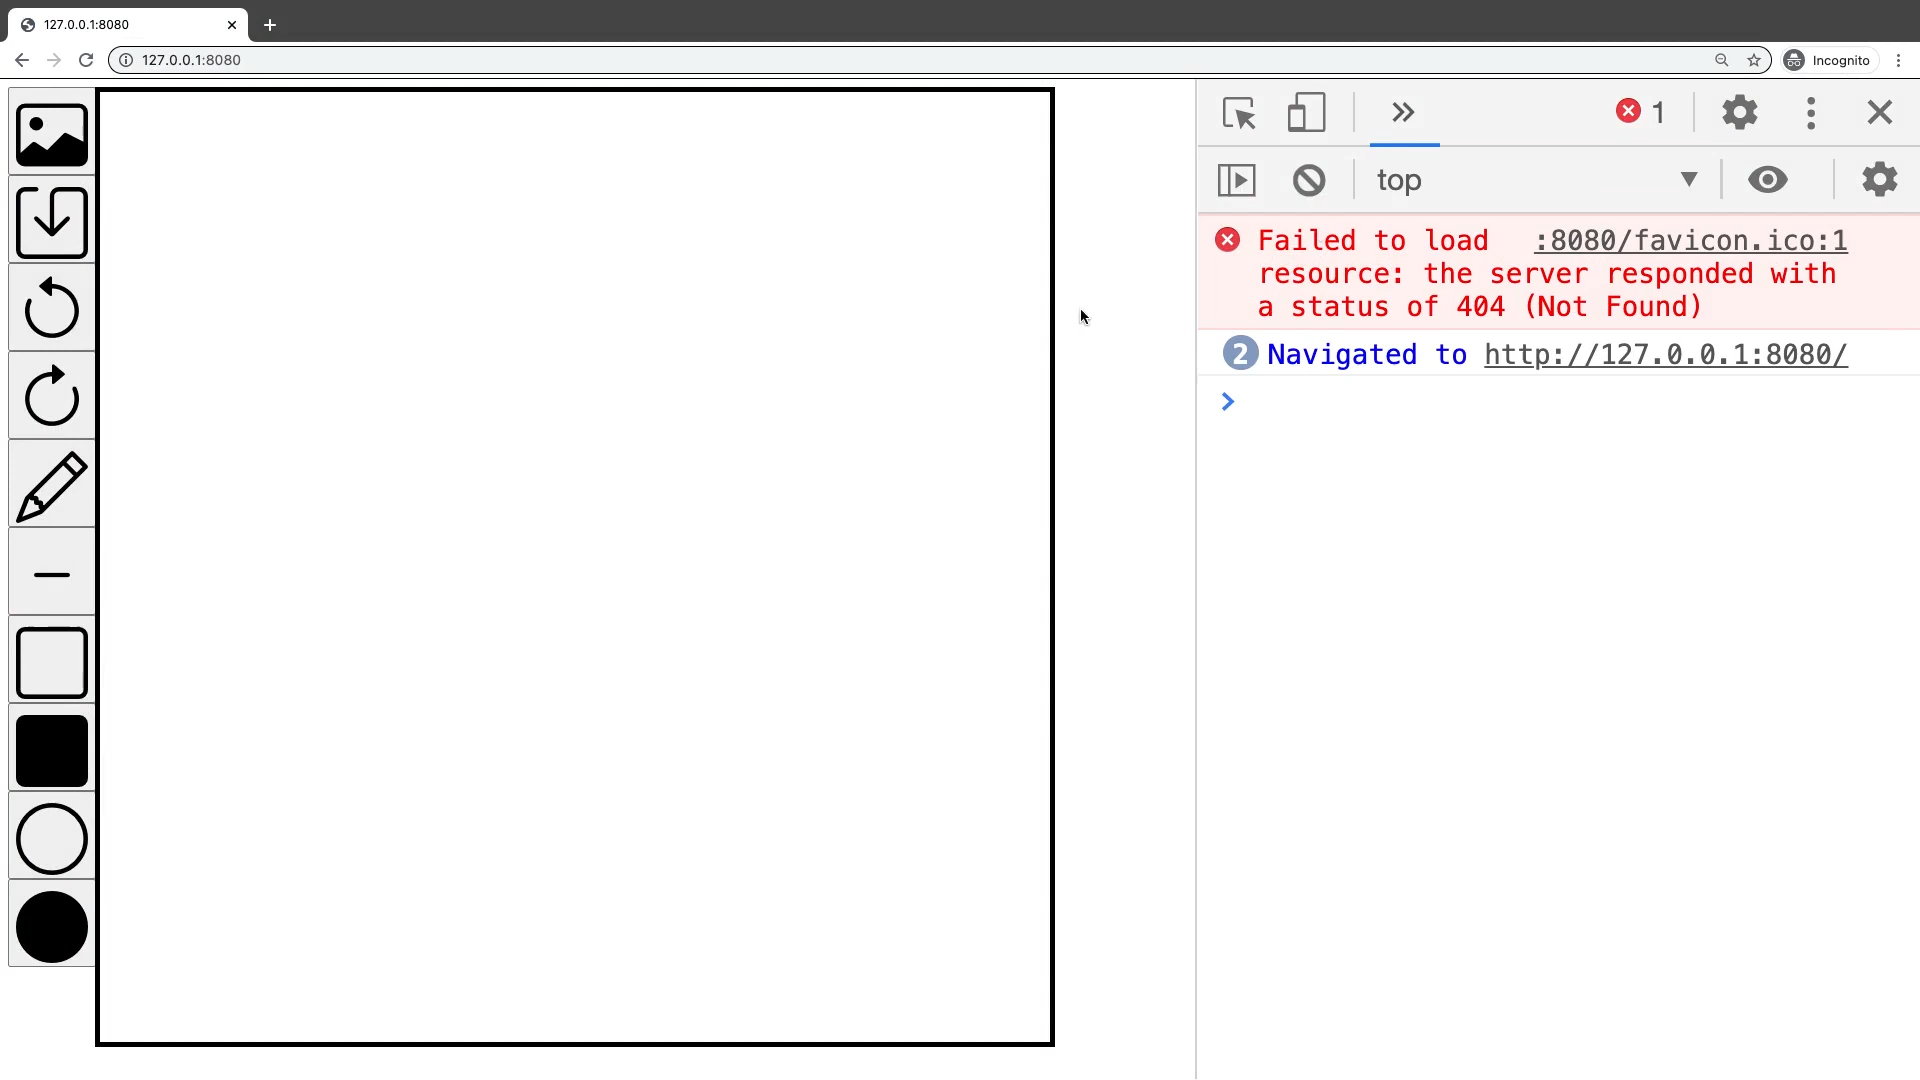 127.0.0.1:8080
127.0.0.1:8080
Incognito
1
top
Failed to load :8080/favicon.ico:1
resource: the server responded with
a status of 404 (Not Found)
2 Navigated to http://127.0.0.1:8080/